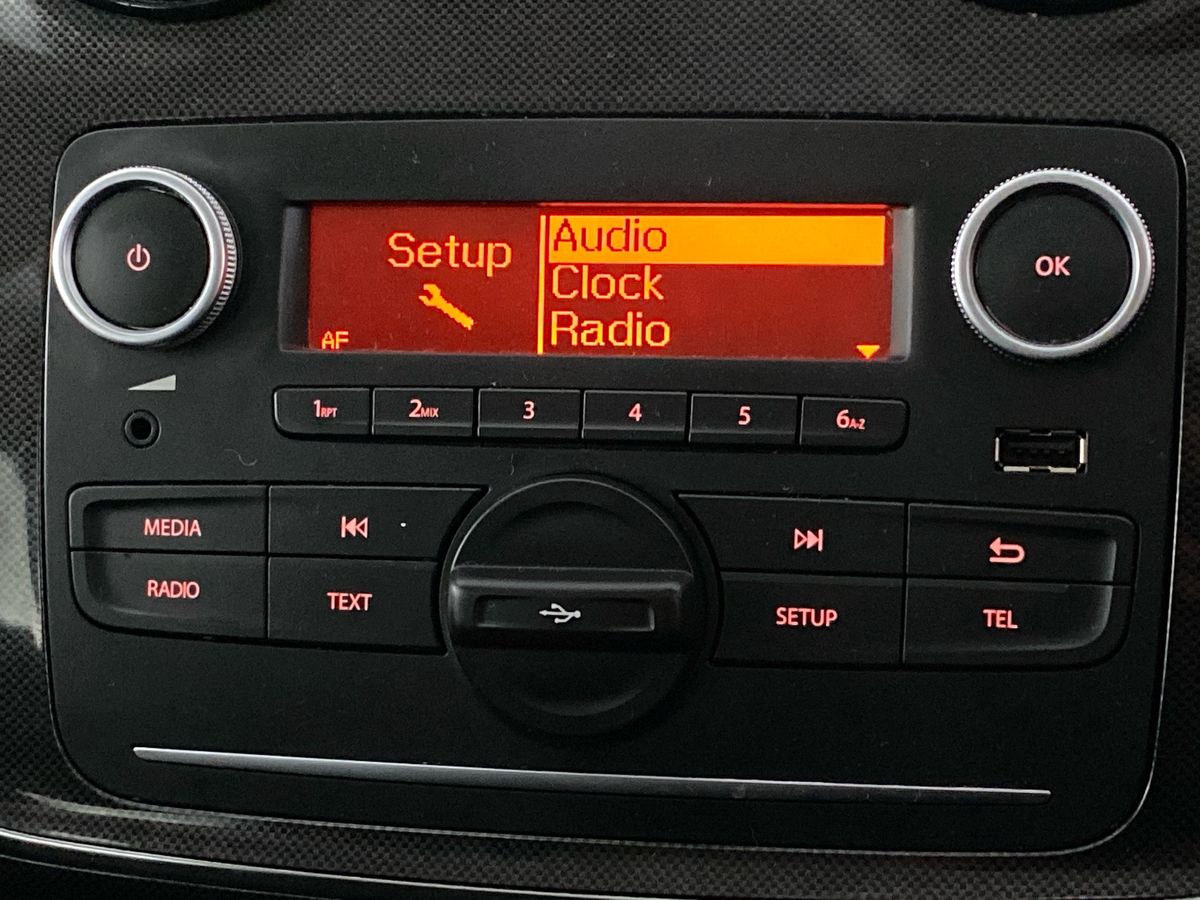 Setup
AF
Audio
Clock
Radio
OK
1RPT 2MIX 3 4 5 6A-Z
MEDIA
RADIO TEXT
SETUP TEL